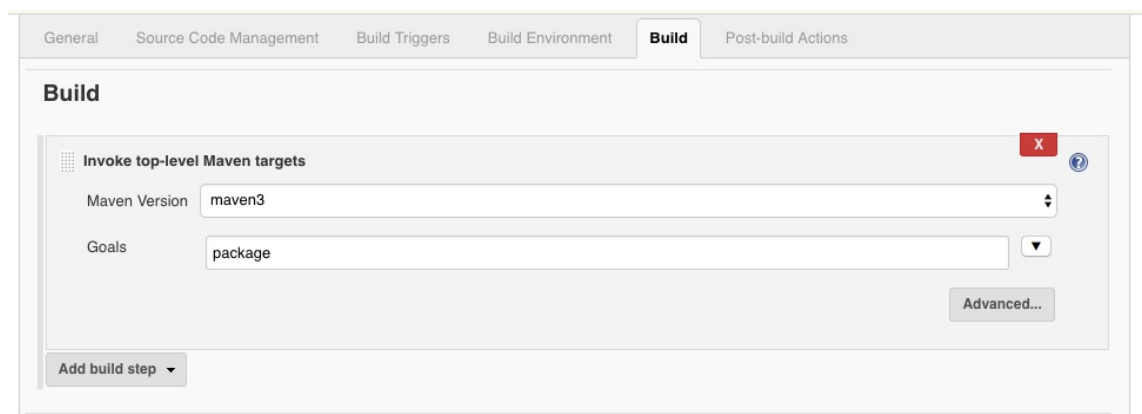 General Source Code Management Build Triggers Build Environment Build Post-build Actions
Build
X
Invoke top-level Maven targets
Maven Version maven3
Goals package
Advanced...
Add build step